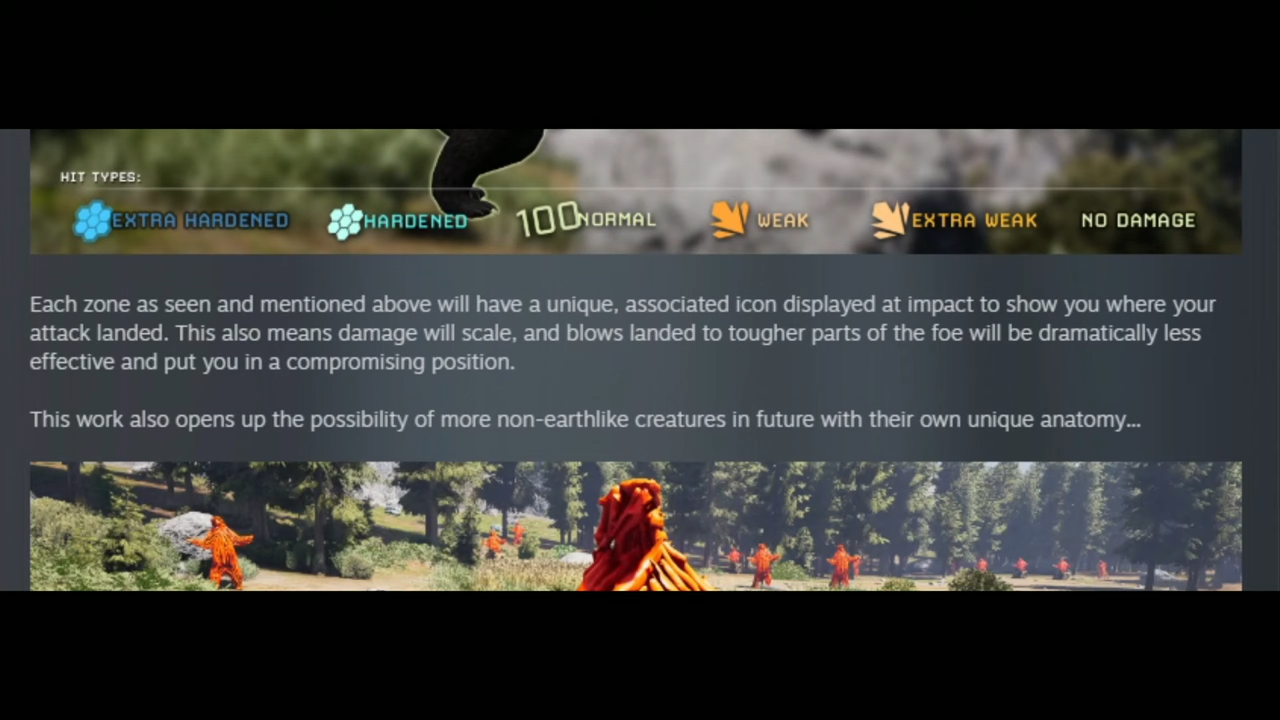 HIT TYPES:
EXTRA HARDENED HARDENED 100 NORMAL WEAK EXTRA WEAK NO DAMAGE
Each zone as seen and mentioned above will have a unique, associated icon displayed at impact to show you where your
attack landed. This also means damage will scale, and blows landed to tougher parts of the foe will be dramatically less
effective and put you in a compromising position.
This work also opens up the possibility of more non-earthlike creatures in future with their own unique anatomy...